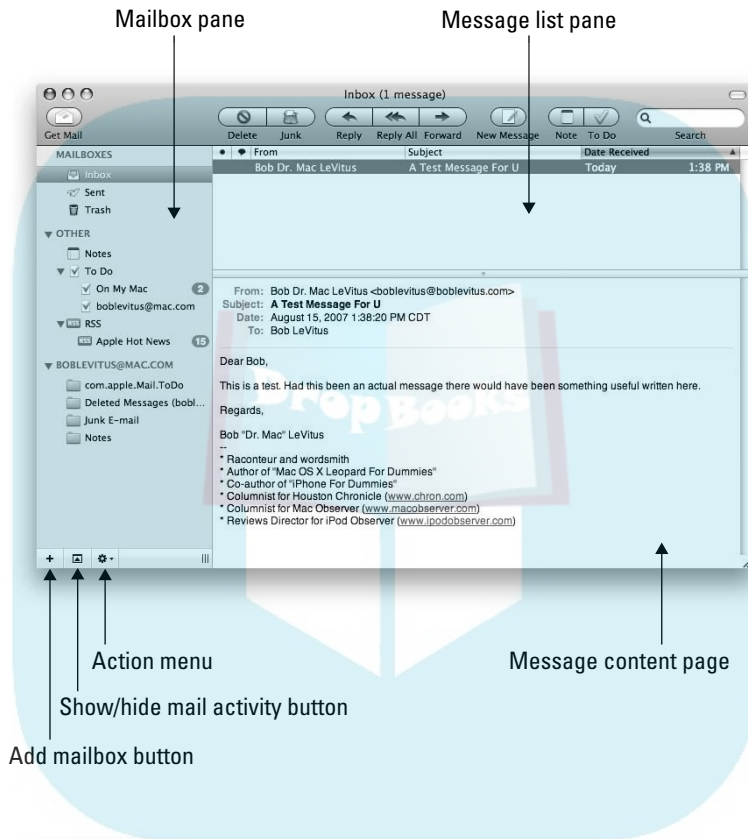 Mailbox pane
Message list pane
Inbox (1 message)
Get Mail
Delete Junk Reply Reply All Forward New Message Note To Do Search
MAILBOXES
Inbox
Sent
Trash
OTHER
Notes
To Do
On My Mac 2
boblevitus@mac.com
RSS
RSS Apple Hot News 15
BOBLEVITUS@MAC.COM
com.apple.Mail.ToDo
Deleted Messages (bobl...
Junk E-mail
Notes
From Subject Date Received
Bob Dr. Mac LeVitus A Test Message For U Today 1:38 PM
From: Bob Dr. Mac LeVitus <boblevitus@boblevitus.com>
Subject: A Test Message For U
Date: August 15, 2007 1:38:20 PM CDT
To: Bob LeVitus
Dear Bob,
This is a test. Had this been an actual message there would have been something useful written here.
Regards,
Bob "Dr. Mac" LeVitus
--
* Raconteur and wordsmith
* Author of "Mac OS X Leopard For Dummies"
* Co-author of "iPhone For Dummies"
* Columnist for Houston Chronicle (www.chron.com)
* Columnist for Mac Observer (www.macobserver.com)
* Reviews Director for iPod Observer (www.ipodobserver.com)
DropBooks
Action menu
Message content page
Show/hide mail activity button
Add mailbox button